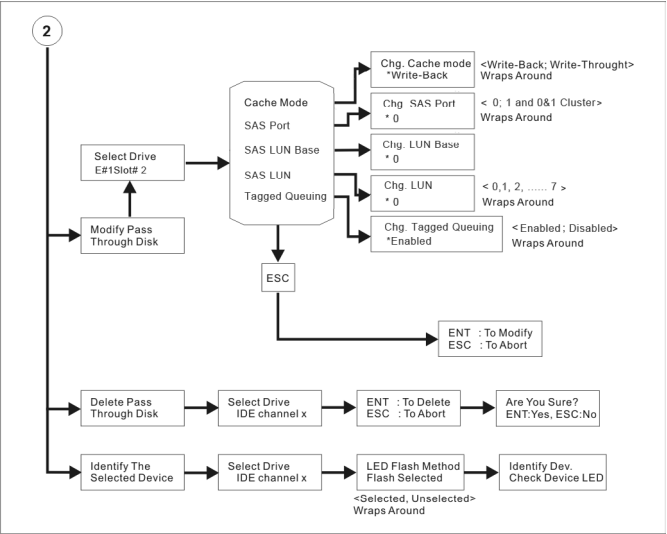 2
Chg. Cache mode
*Write-Back
<Write-Back; Write-Throught>
Wraps Around
Cache Mode
SAS Port
SAS LUN Base
SAS LUN
Tagged Queuing
Chg. SAS Port
* 0
< 0; 1 and 0&1 Cluster>
Wraps Around
Chg. LUN Base
* 0
Select Drive
E#1Slot# 2
Chg. LUN
* 0
< 0,1, 2, ...... 7 >
Wraps Around
Modify Pass
Through Disk
Chg. Tagged Queuing
*Enabled
<Enabled; Disabled>
Wraps Around
ESC
ENT : To Modify
ESC : To Abort
Delete Pass
Through Disk
Select Drive
IDE channel x
ENT : To Delete
ESC : To Abort
Are You Sure?
ENT:Yes, ESC:No
Identify The
Selected Device
Select Drive
IDE channel x
LED Flash Method
Flash Selected
<Selected, Unselected>
Wraps Around
Identify Dev.
Check Device LED